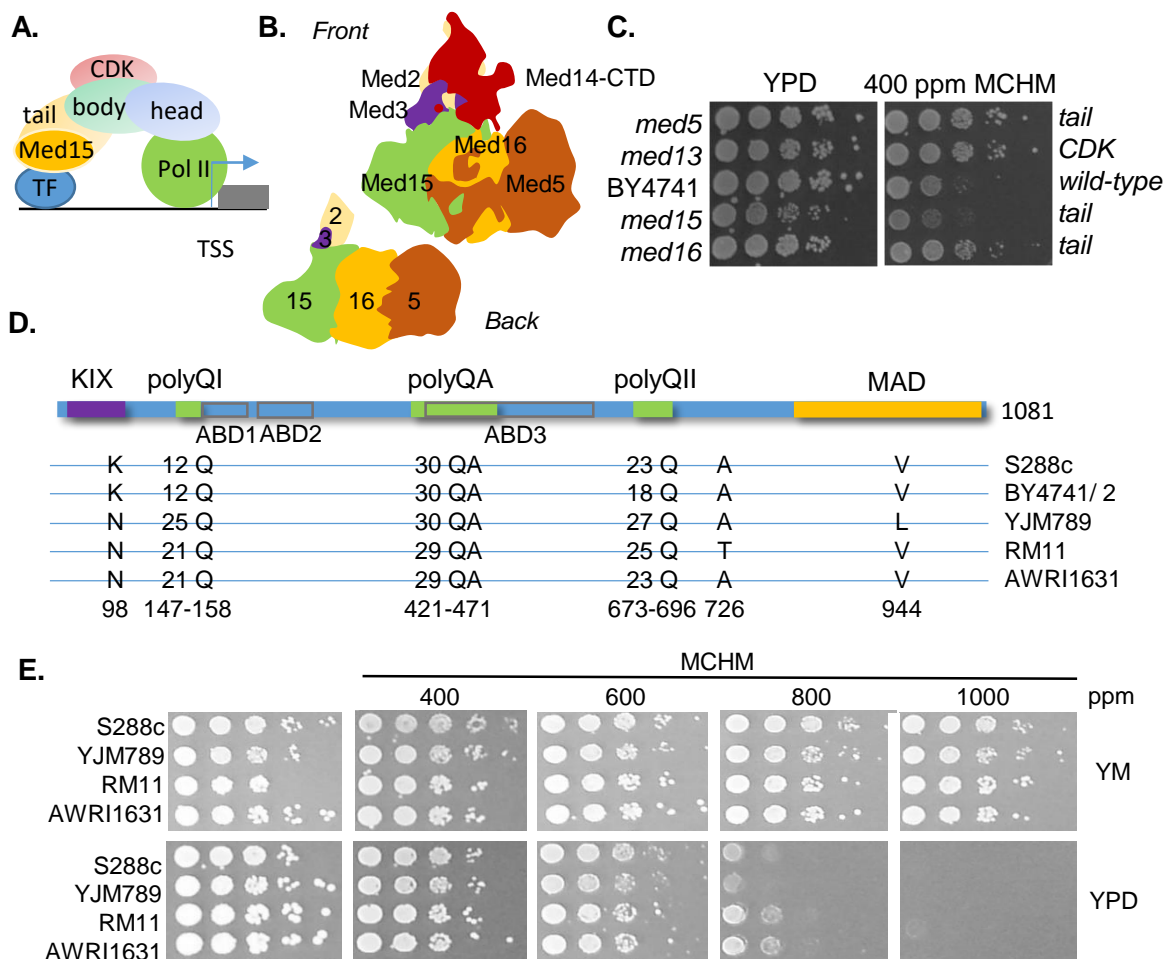 A.
CDK
body
head
tail
Med15
Pol II
TF
TSS
B.
Front
Med2
Med14-CTD
Med3
Med16
Med15
Med5
2
3
15
16
5
Back
C.
YPD
400 ppm MCHM
med5
tail
med13
CDK
BY4741
wild-type
med15
tail
med16
tail
D.
KIX
polyQI
polyQA
polyQII
MAD
1081
ABD1
ABD2
ABD3
K 12 Q 30 QA 23 Q A V S288c
K 12 Q 30 QA 18 Q A V BY4741/ 2
N 25 Q 30 QA 27 Q A L YJM789
N 21 Q 29 QA 25 Q T V RM11
N 21 Q 29 QA 23 Q A V AWRI1631
98 147-158 421-471 673-696 726 944
E.
MCHM
400 600 800 1000 ppm
S288c
YJM789
RM11
AWRI1631
YM
S288c
YJM789
RM11
AWRI1631
YPD